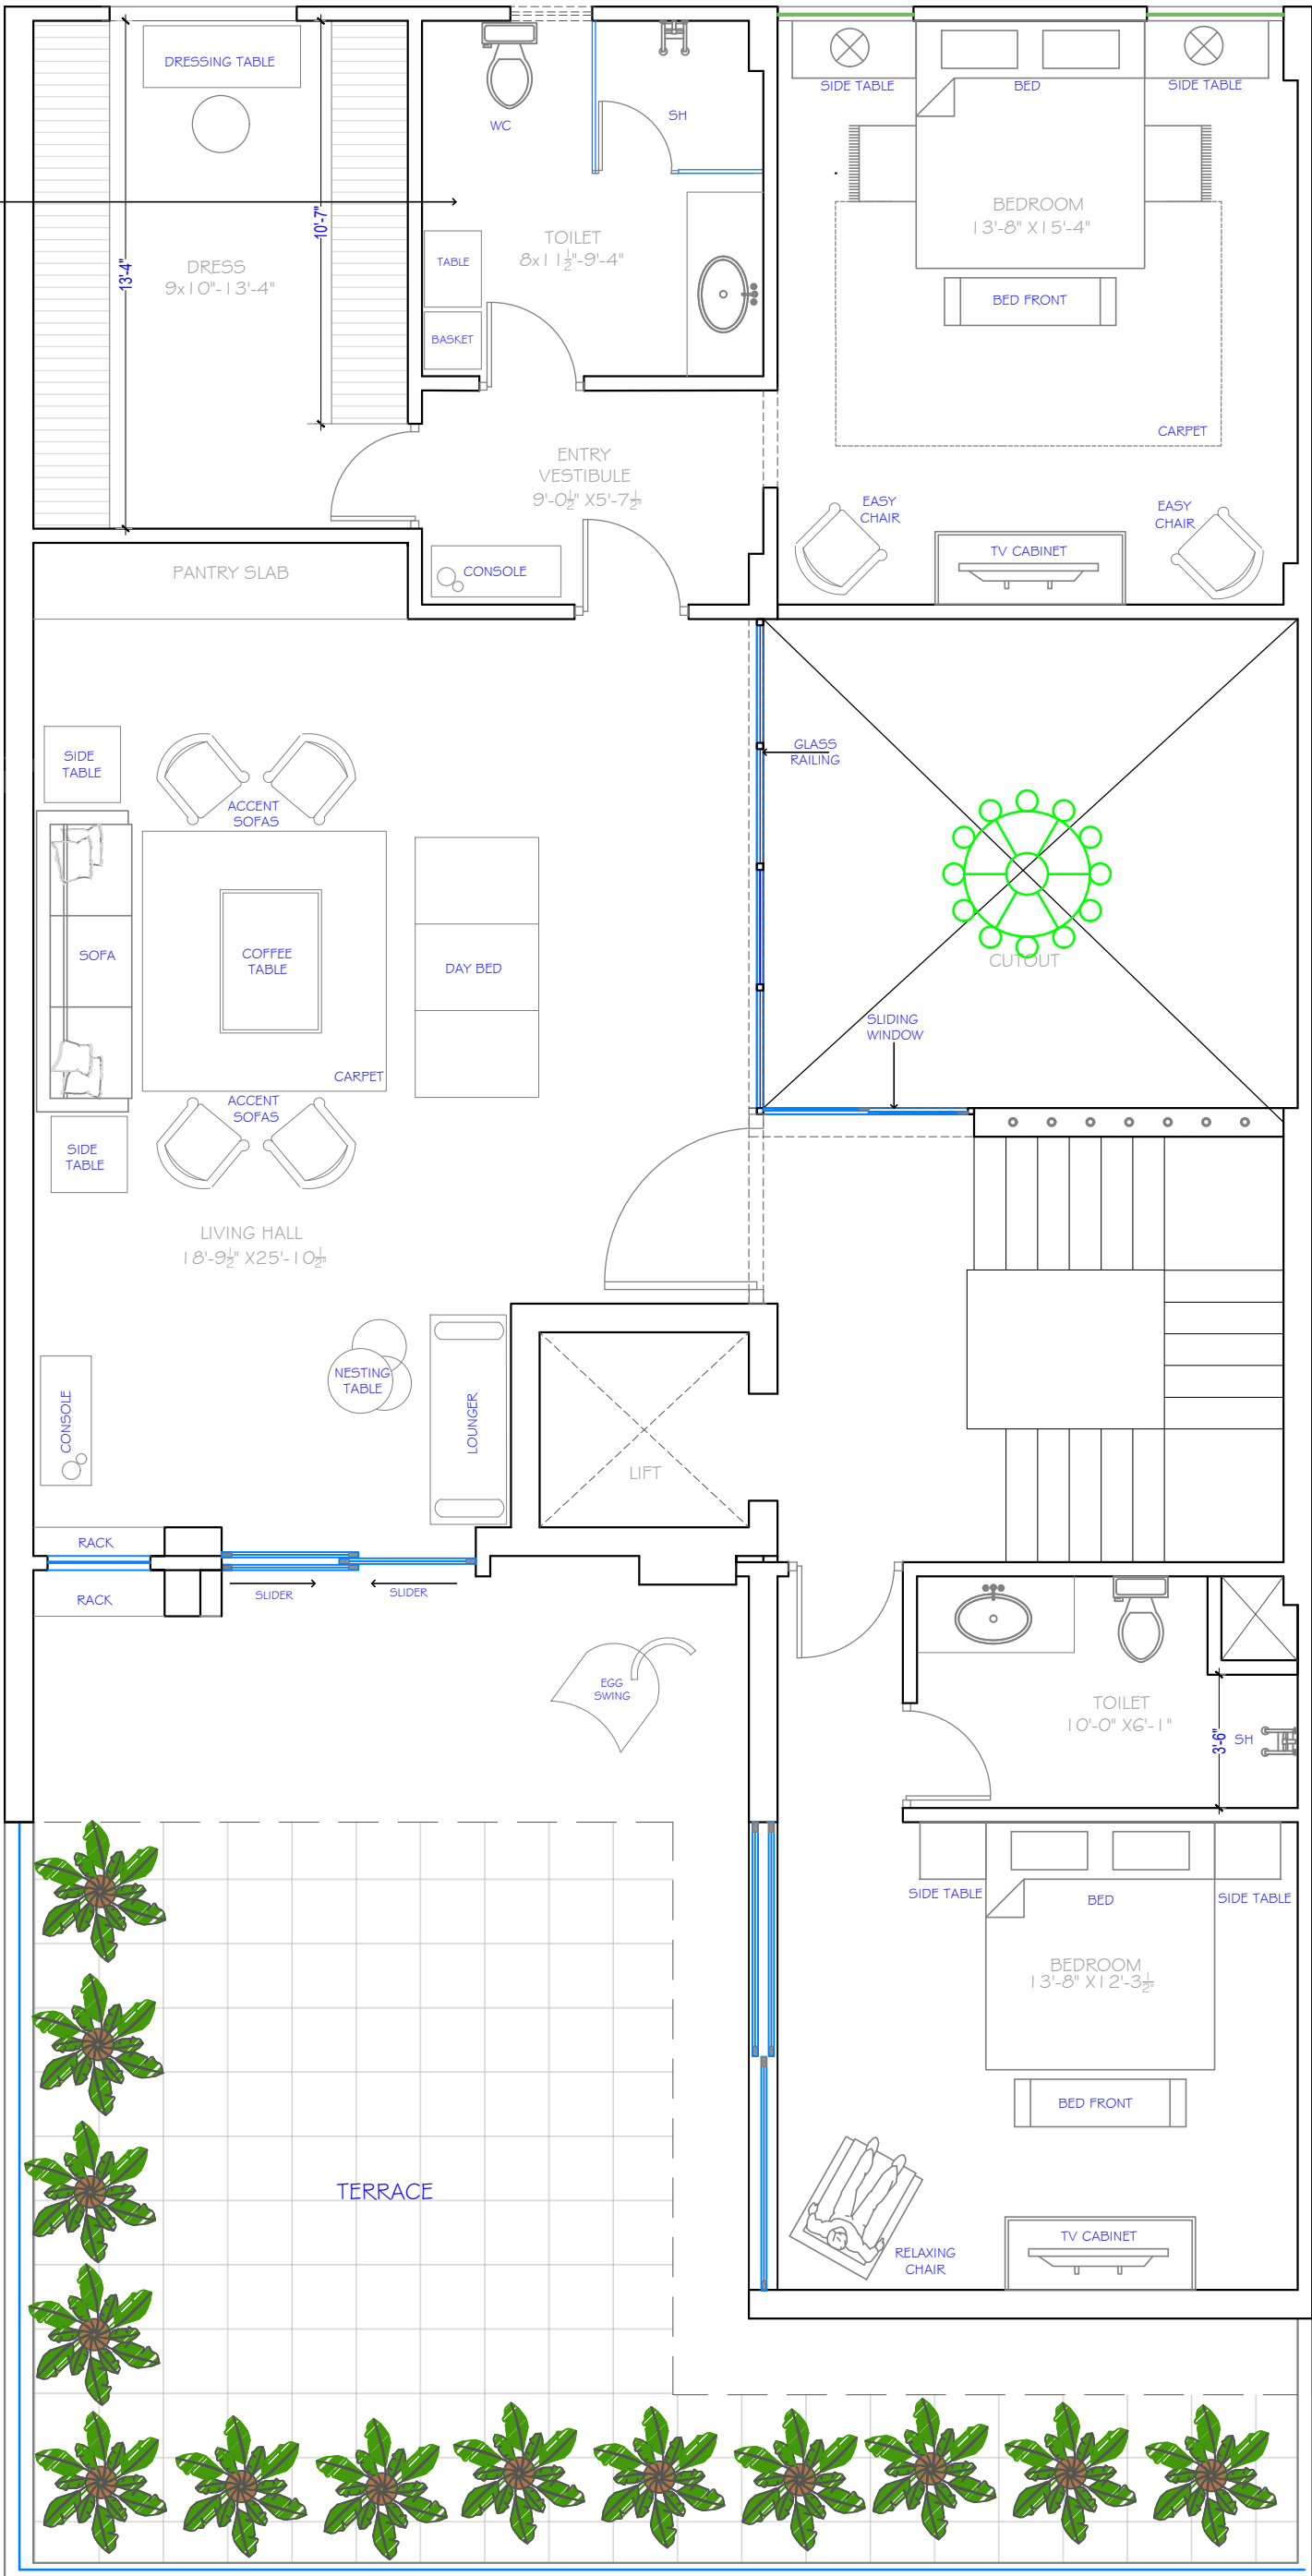 DRESSING TABLE
WC
SH
SIDE TABLE
BED
SIDE TABLE
10'-7"
13'-4"
DRESS
9x10"-13'-4"
TOILET
8x11½"-9'-4"
TABLE
BASKET
BEDROOM
13'-8" X15'-4"
BED FRONT
CARPET
ENTRY
VESTIBULE
9'-0½" X5'-7½"
EASY
CHAIR
EASY
CHAIR
TV CABINET
PANTRY SLAB
CONSOLE
SIDE
TABLE
ACCENT
SOFAS
GLASS
RAILING
SOFA
COFFEE
TABLE
DAY BED
CUTOUT
SLIDING
WINDOW
CARPET
ACCENT
SOFAS
SIDE
TABLE
LIVING HALL
18'-9½" X25'-10½"
NESTING
TABLE
CONSOLE
LOUNGER
LIFT
RACK
RACK
SLIDER
SLIDER
EGG
SWING
TOILET
10'-0" X6'-1"
3'-6"
SH
SIDE TABLE
BED
SIDE TABLE
BEDROOM
13'-8" X12'-3½"
BED FRONT
TERRACE
RELAXING
CHAIR
TV CABINET